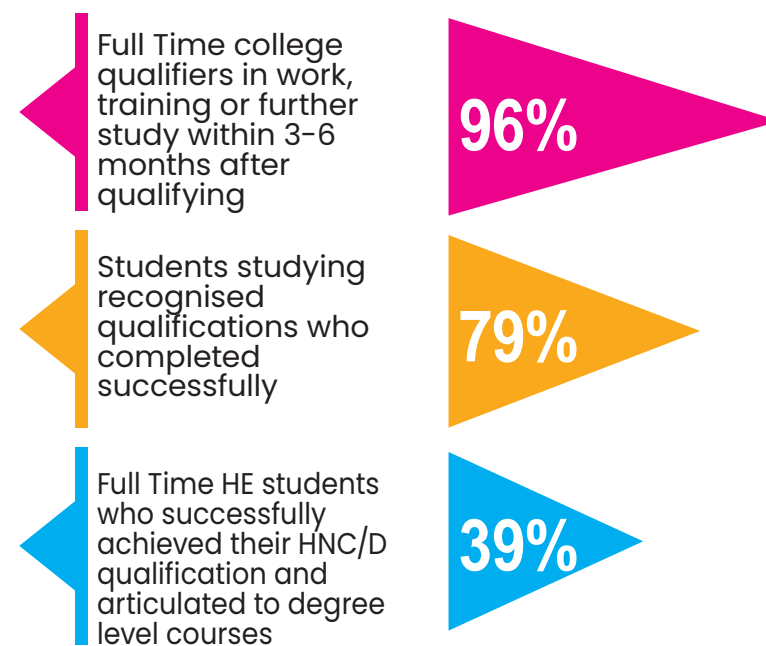 Full Time college
qualifiers in work,
training or further
study within 3-6
months after
qualifying
96%
Students studying
recognised
qualifications who
completed
successfully
79%
Full Time HE students
who successfully
achieved their HNC/D
qualification and
articulated to degree
level courses
39%